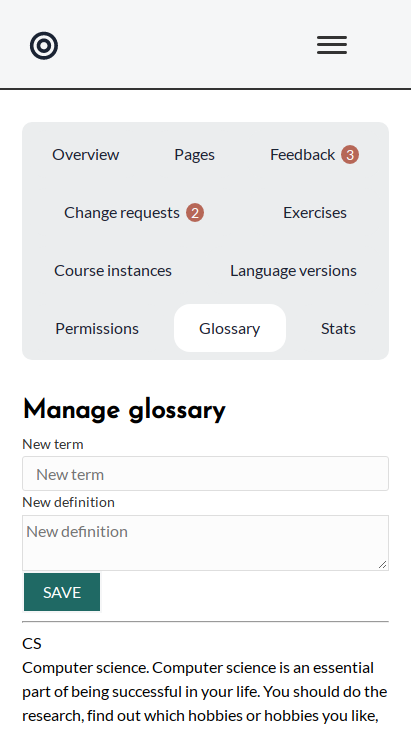 Overview Pages Feedback 3
Change requests 2 Exercises
Course instances Language versions
Permissions Glossary Stats
Manage glossary
New term
New term
New definition
New definition
SAVE
CS
Computer science. Computer science is an essential
part of being successful in your life. You should do the
research, find out which hobbies or hobbies you like,